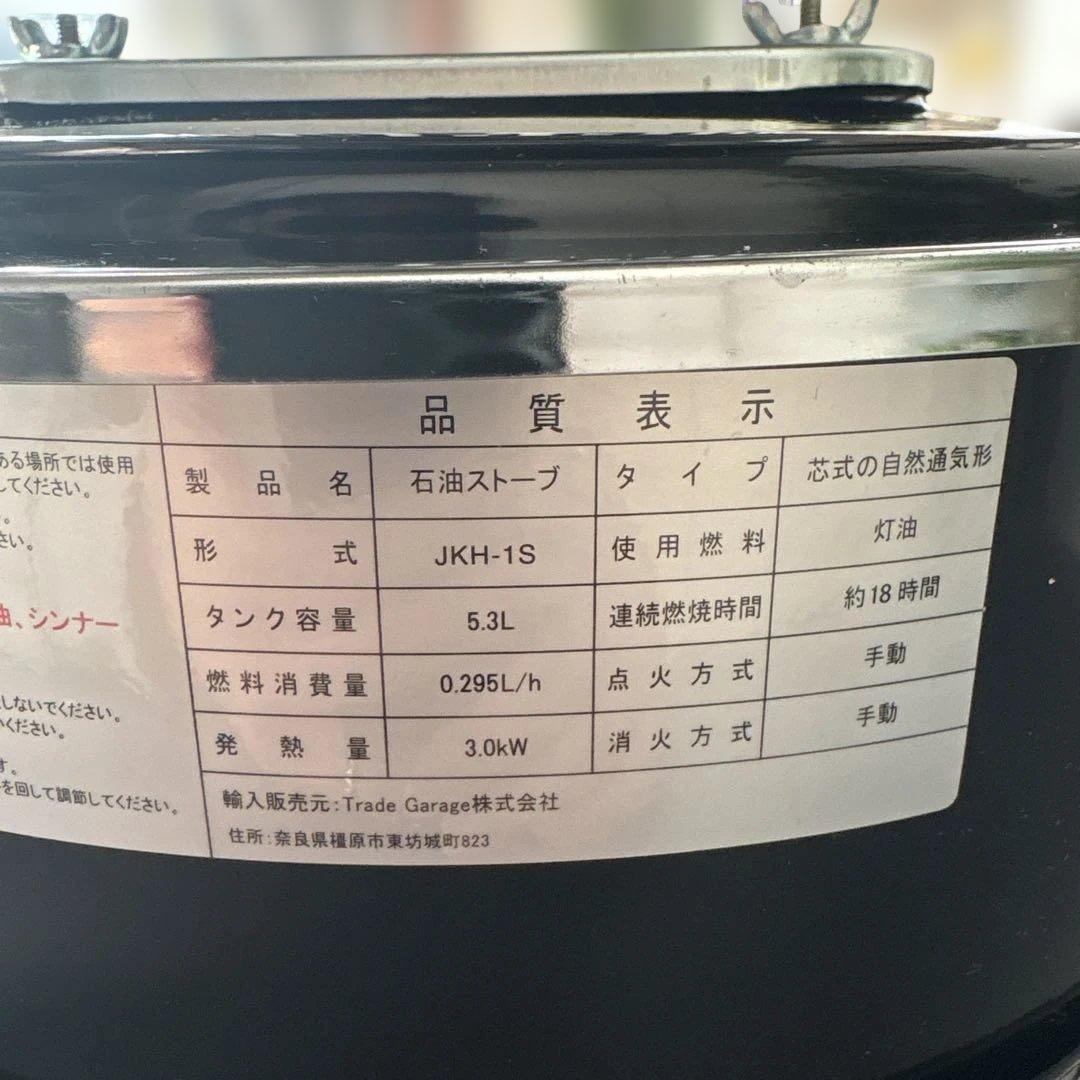 品質表示
製品名 石油ストーブ タイプ 芯式の自然通気形
形式 JKH-1S 使用燃料 灯油
タンク容量 5.3L 連続燃焼時間 約18時間
燃料消費量 0.295L/h 点火方式 手動
発熱量 3.0kW 消火方式 手動
輸入販売元:Trade Garage株式会社
住所:奈良県橿原市東坊城町823
ある場所では使用
してください。
。
さい。
油、シンナー
しないでください。
いください。
す。
を回して調節してください。